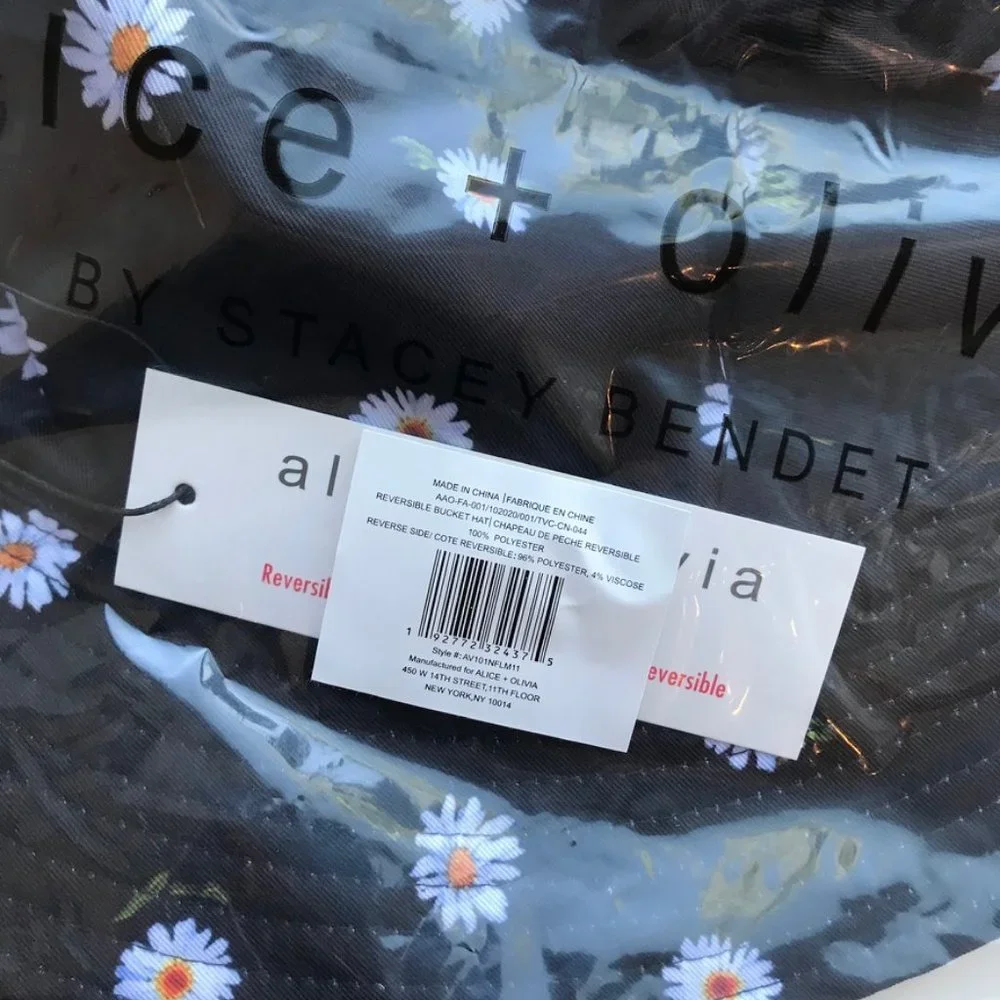 ice + oliv
BY STACEY BENDET
al
via
Reversib
eversible
MADE IN CHINA | FABRIQUE EN CHINE
AAO-FA-001/102020/001/TVC-CN-044
REVERSIBLE BUCKET HAT| CHAPEAU DE PECHE REVERSIBLE
100% POLYESTER
REVERSE SIDE/ COTE REVERSIBLE: 96% POLYESTER, 4% VISCOSE
1 92772 32437 5
Style #: AV101NFLM11
Manufactured for ALICE + OLIVIA
450 W 14TH STREET,11TH FLOOR
NEW YORK,NY 10014